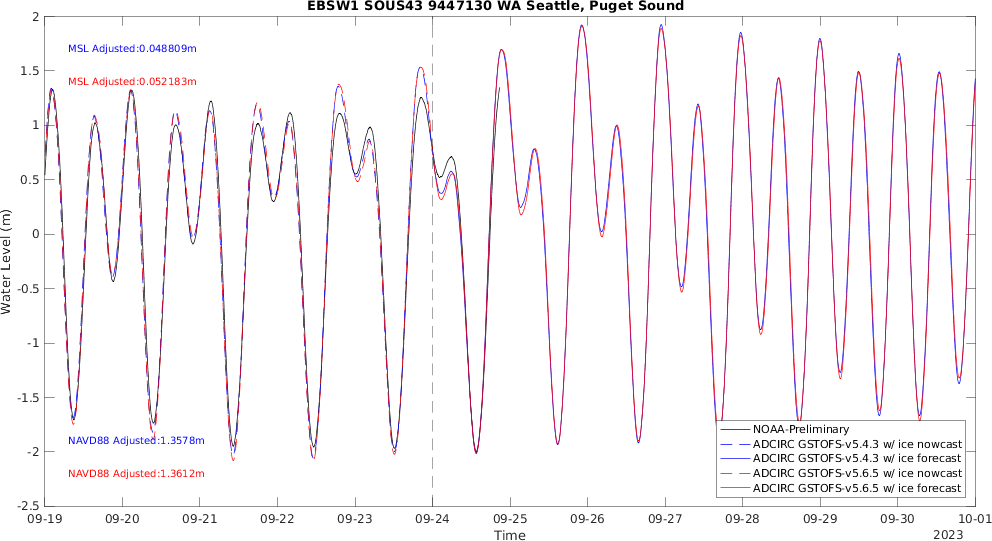 EBSW1 SOUS43 9447130 WA Seattle, Puget Sound
2
1.5
1
0.5
0
-0.5
-1
-1.5
-2
-2.5
Water Level (m)
MSL Adjusted:0.048809m
MSL Adjusted:0.052183m
NAVD88 Adjusted:1.3578m
NAVD88 Adjusted:1.3612m
NOAA-Preliminary
ADCIRC GSTOFS-v5.4.3 w/ ice nowcast
ADCIRC GSTOFS-v5.4.3 w/ ice forecast
ADCIRC GSTOFS-v5.6.5 w/ ice nowcast
ADCIRC GSTOFS-v5.6.5 w/ ice forecast
09-19 09-20 09-21 09-22 09-23 09-24 09-25 09-26 09-27 09-28 09-29 09-30 10-01
Time
2023